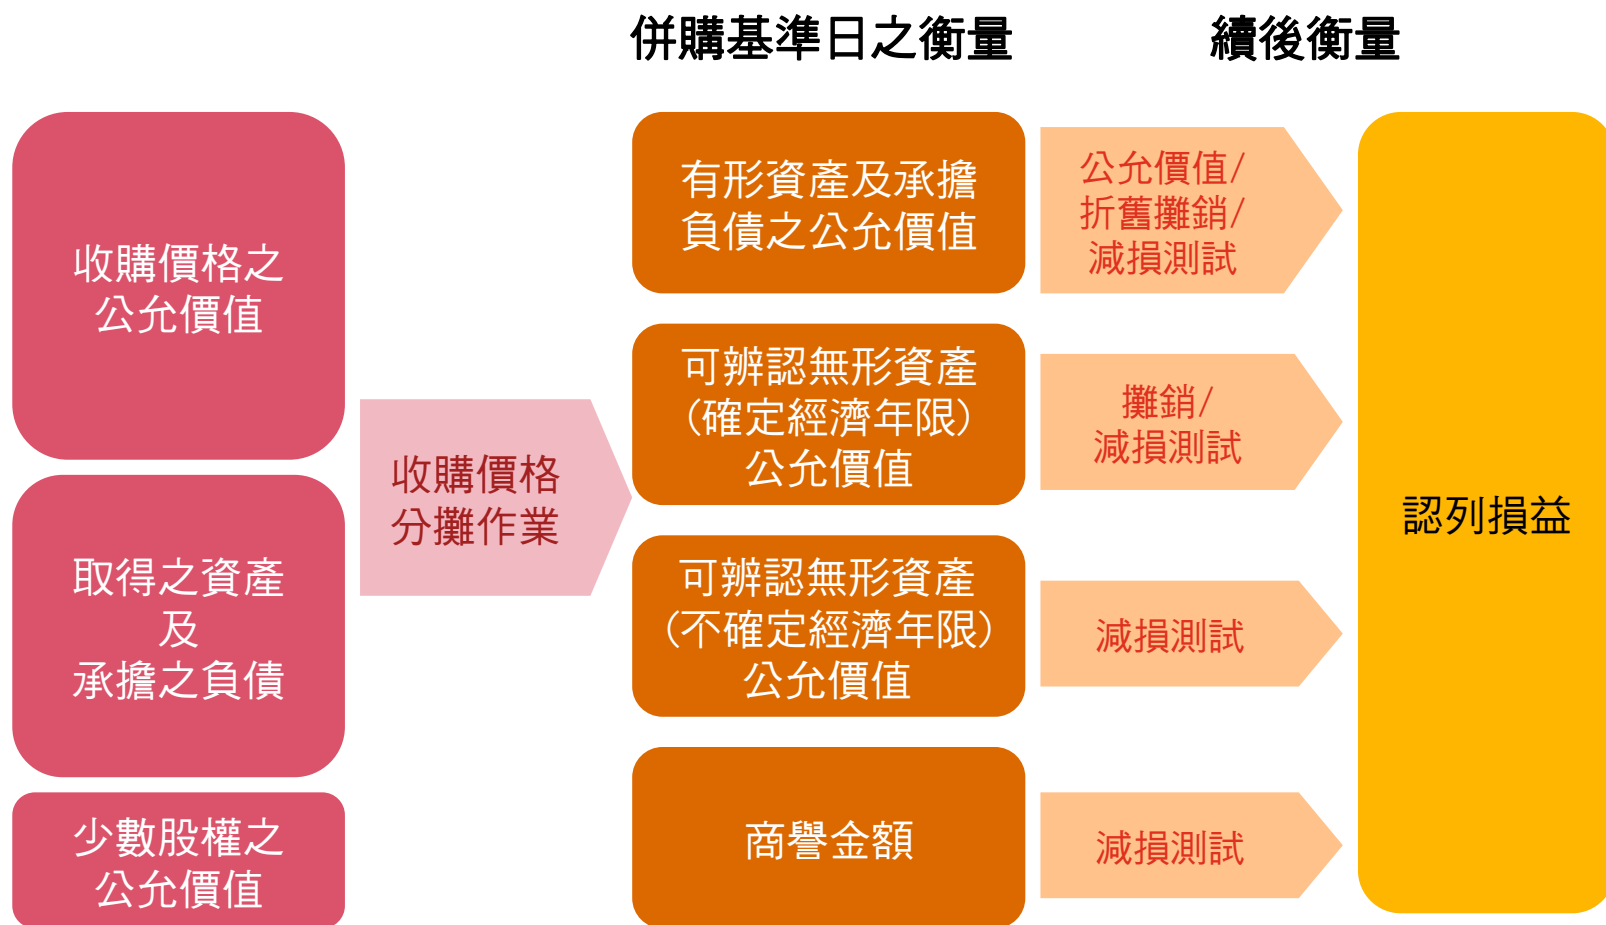 併購基準日之衡量
續後衡量
收購價格之
公允價值
取得之資產
及
承擔之負債
少數股權之
公允價值
收購價格
分攤作業
有形資產及承擔
負債之公允價值
可辨認無形資產
（確定經濟年限）
公允價值
可辨認無形資產
（不確定經濟年限）
公允價值
商譽金額
公允價值/
折舊攤銷/
減損測試
攤銷/
減損測試
減損測試
減損測試
認列損益